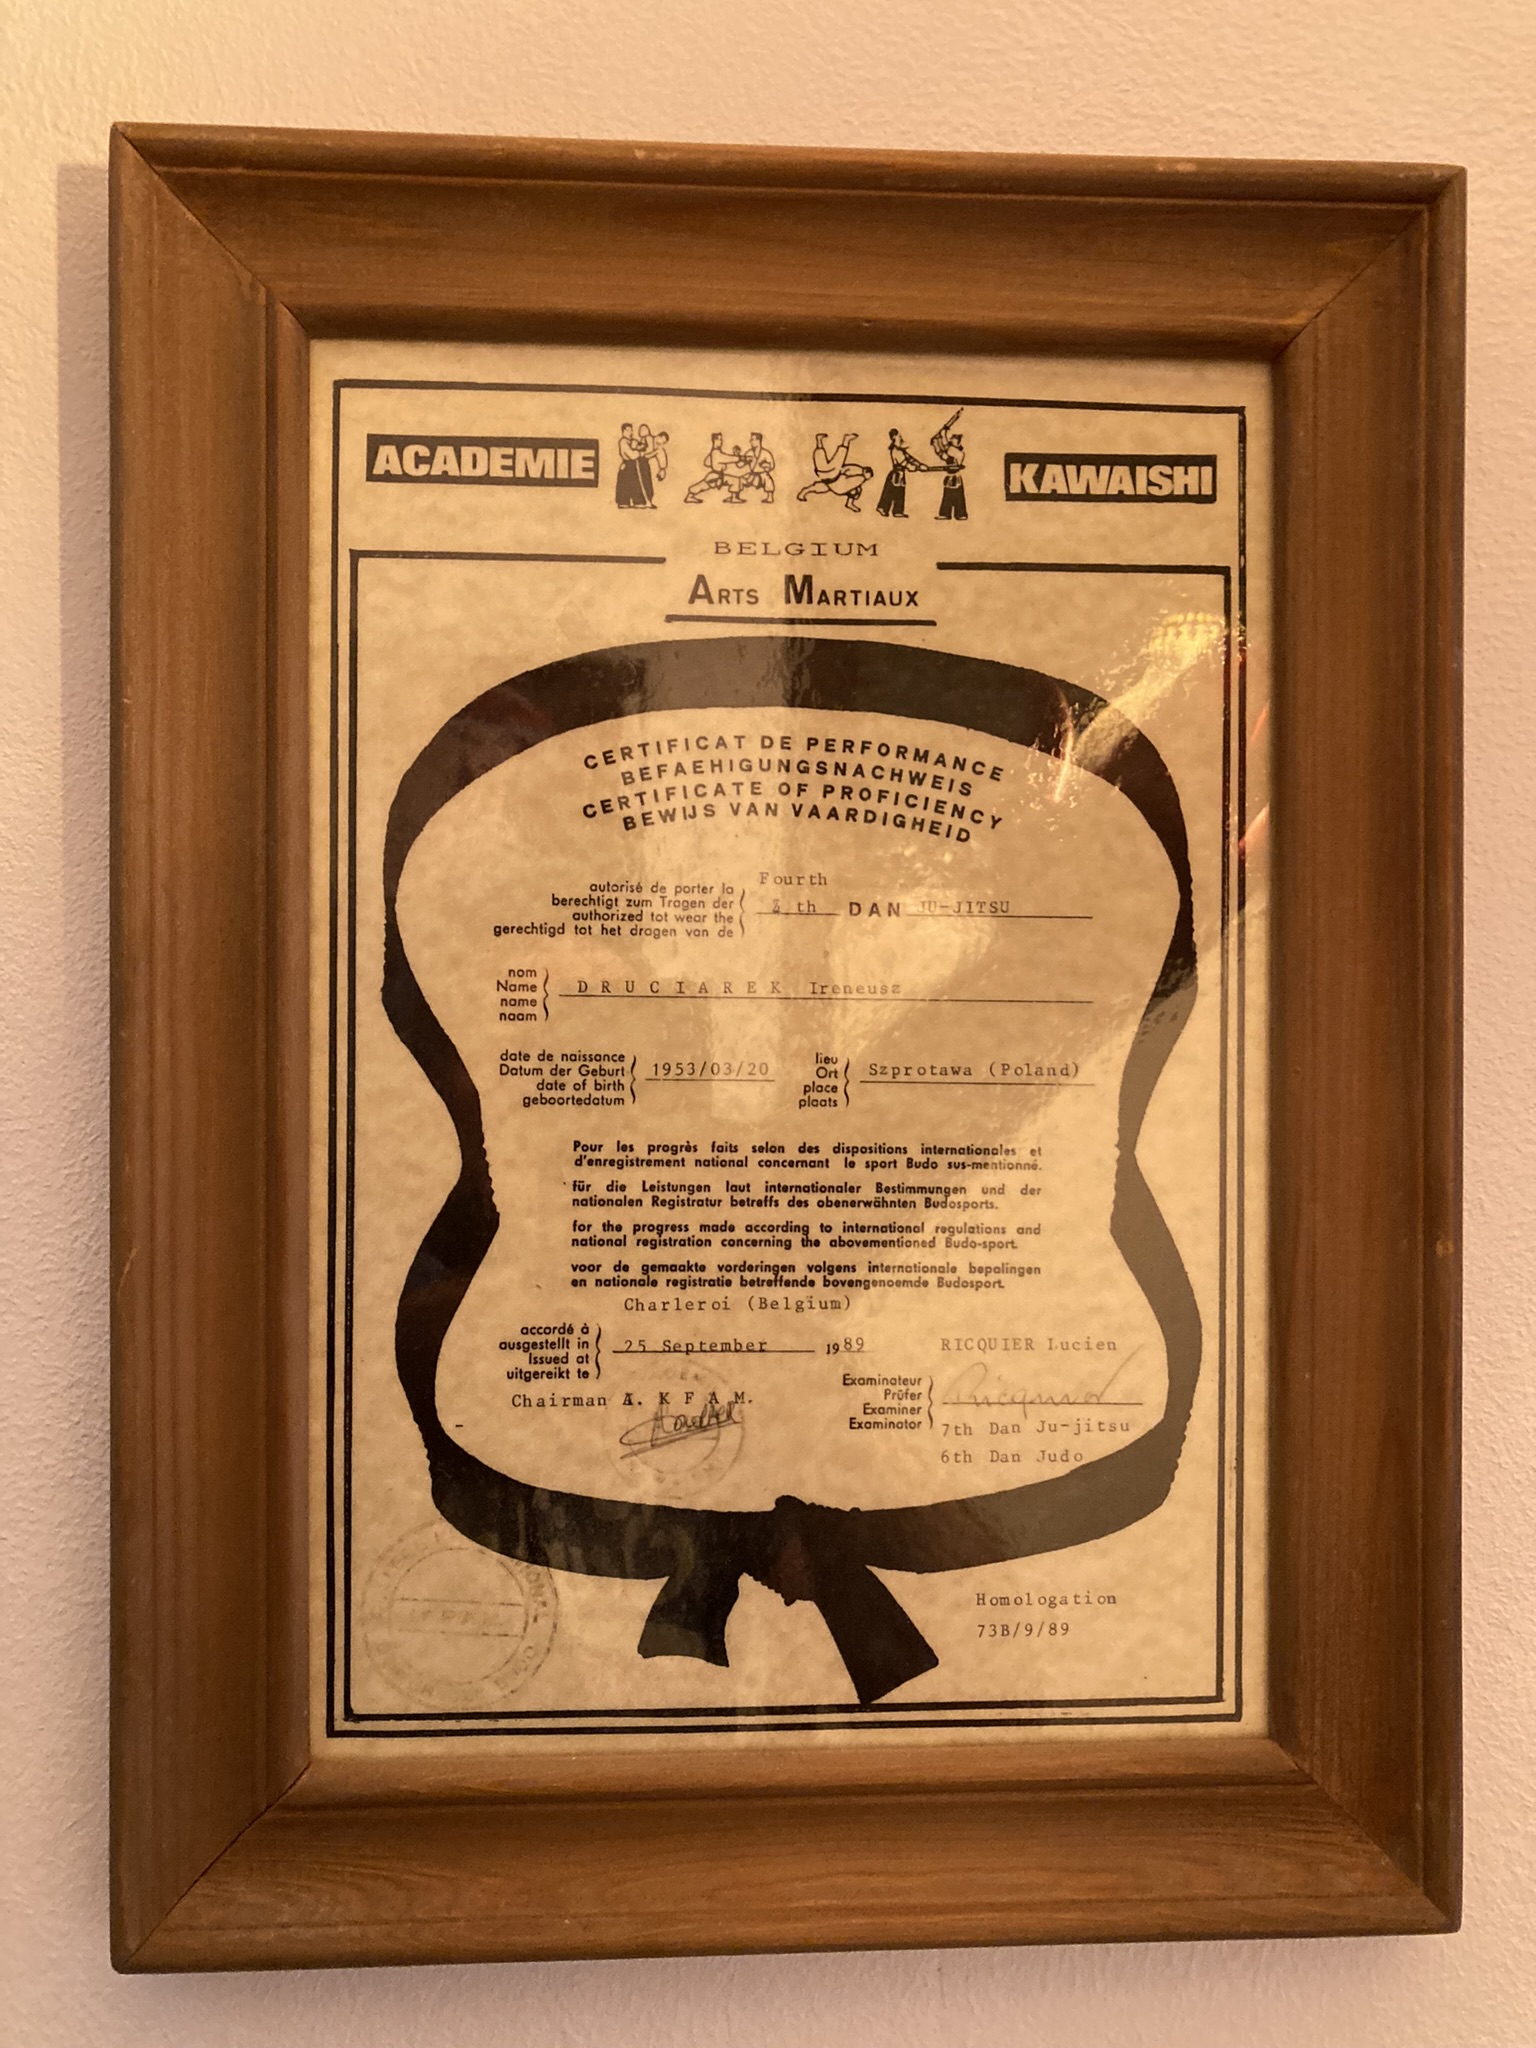 ACADEMIE KAWAISHI
BELGIUM
ARTS MARTIAUX
CERTIFICAT DE PERFORMANCE
BEFAEHIGUNGSNACHWEIS
CERTIFICATE OF PROFICIENCY
BEWIJS VAN VAARDIGHEID
Fourth
autorisé de porter la
berechtigt zum Tragen der
authorized tot wear the
gerechtigd tot het dragen van de
th DAN JU-JITSU
nom
Name
name
naam
DRUCIAREK Ireneusz
date de naissance
Datum der Geburt
date of birth
geboortedatum
1953/03/20
lieu
Ort
place
plaats
Szprotawa (Poland)
Pour les progrès faits selon des dispositions internationales et
d'enregistrement national concernant le sport Budo sus-mentionné.
für die Leistungen laut internationaler Bestimmungen und der
nationalen Registratur betreffs des obenerwähnten Budosports.
for the progress made according to international regulations and
national registration concerning the abovementioned Budo-sport.
voor de gemaakte vorderingen volgens internationale bepalingen
en nationale registratie betreffende bovengenoemde Budosport.
Charleroi (Belgium)
accordé à
ausgestellt in
Issued at
uitgereikt te
25 September 1989
Chairman A. K F A M.
RICQUIER Lucien
Examinateur
Prüfer
Examiner
Examinator
Ricquier
7th Dan Ju-jitsu
6th Dan Judo
Homologation
73B/9/89